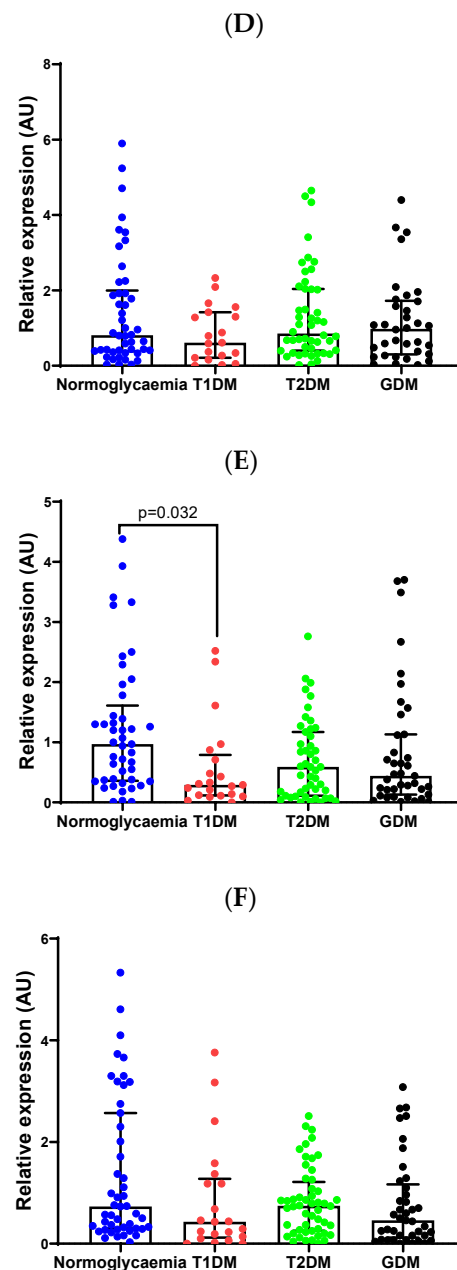 (D)
Relative expression (AU)
8
6
4
2
0
Normoglycaemia T1DM T2DM GDM
(E)
Relative expression (AU)
p=0.032
5
4
3
2
1
0
Normoglycaemia T1DM T2DM GDM
(F)
Relative expression (AU)
6
4
2
0
Normoglycaemia T1DM T2DM GDM